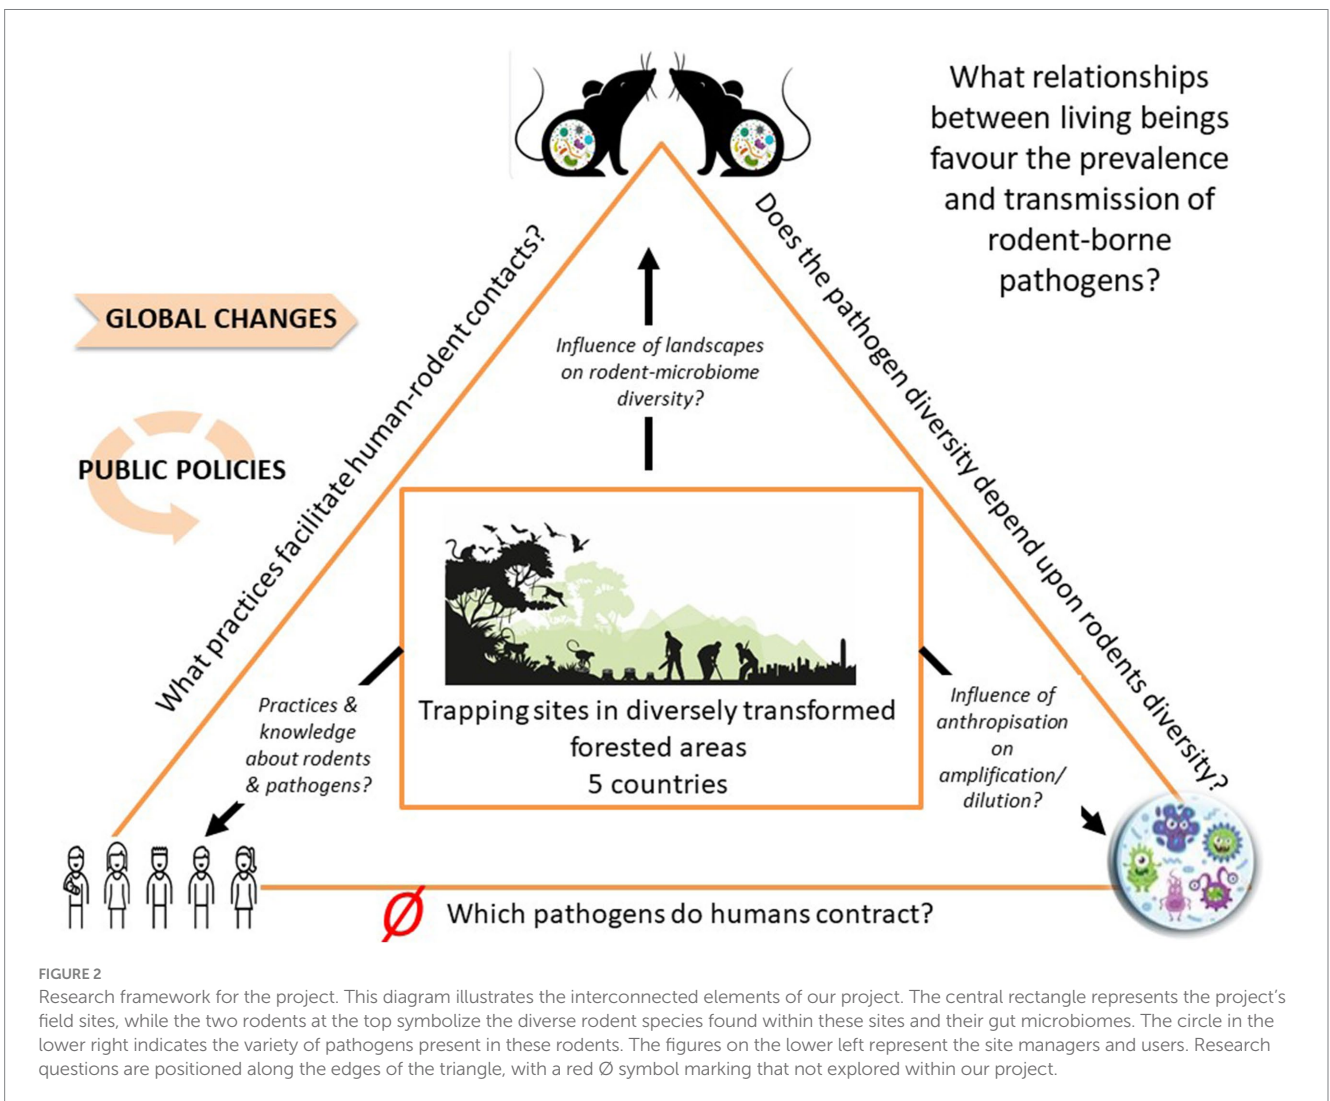 What relationships
between living beings
favour the prevalence
and transmission of
rodent-borne
pathogens?
What practices facilitate human-rodent contacts?
Does the pathogen diversity depend upon rodents diversity?
GLOBAL CHANGES
PUBLIC POLICIES
Influence of landscapes
on rodent-microbiome
diversity?
Trapping sites in diversely transformed
forested areas
5 countries
Practices &
knowledge
about rodents
& pathogens?
Influence of
anthropisation
on
amplification/
dilution?
Ø Which pathogens do humans contract?
FIGURE 2
Research framework for the project. This diagram illustrates the interconnected elements of our project. The central rectangle represents the project's
field sites, while the two rodents at the top symbolize the diverse rodent species found within these sites and their gut microbiomes. The circle in the
lower right indicates the variety of pathogens present in these rodents. The figures on the lower left represent the site managers and users. Research
questions are positioned along the edges of the triangle, with a red Ø symbol marking that not explored within our project.